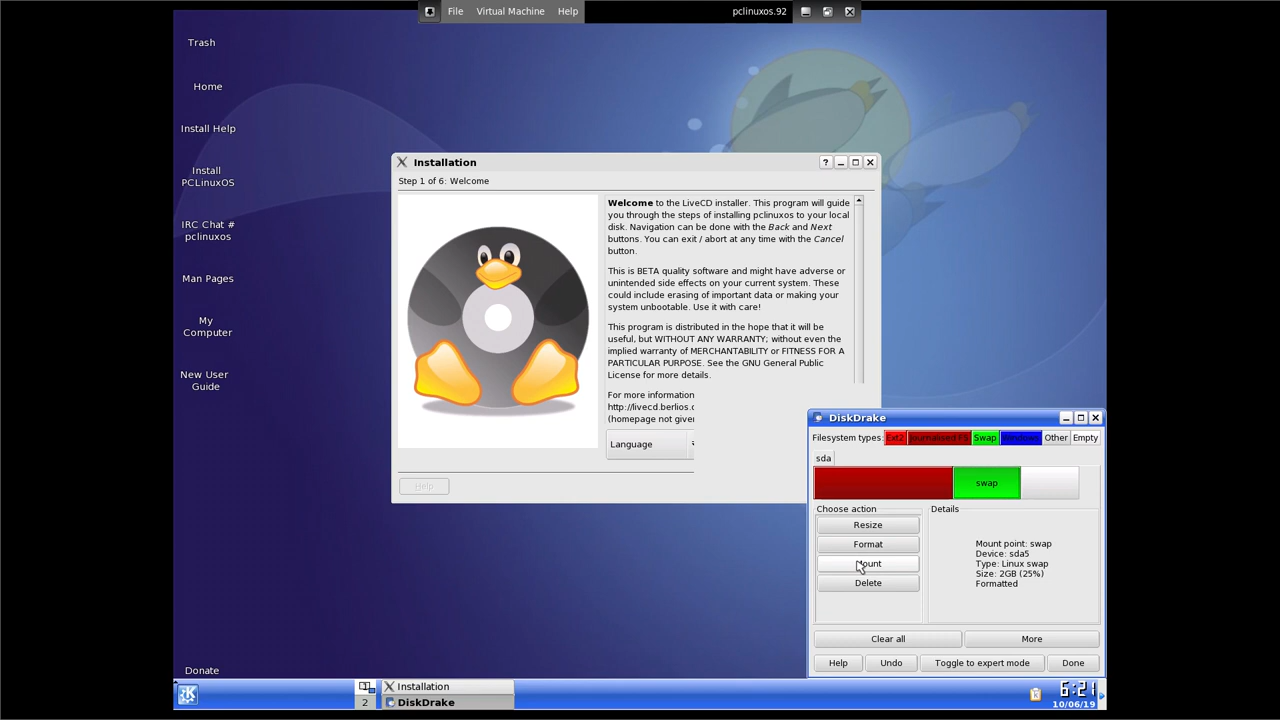 File Virtual Machine Help
pclinuxos.92
Trash
Home
Install Help
Install
PCLinuxOS
IRC Chat #
pclinuxos
Man Pages
My
Computer
New User
Guide
Donate
Installation
Step 1 of 6: Welcome
Welcome to the LiveCD installer. This program will guide
you through the steps of installing pclinuxos to your local
disk. Navigation can be done with the Back and Next
buttons. You can exit / abort at any time with the Cancel
button.
This is BETA quality software and might have adverse or
unintended side effects on your current system. These
could include erasing of important data or making your
system unbootable. Use it with care!
This program is distributed in the hope that it will be
useful, but WITHOUT ANY WARRANTY; without even the
implied warranty of MERCHANTABILITY or FITNESS FOR A
PARTICULAR PURPOSE. See the GNU General Public
License for more details.
For more information
http://livecd.berlios.
(homepage not give
Language
Help
DiskDrake
Filesystem types: Ext2 Journalised FS Swap Windows Other Empty
sda
swap
Choose action
Resize
Format
Mount
Delete
Details
Mount point: swap
Device: sda5
Type: Linux swap
Size: 2GB (25%)
Formatted
Clear all More
Help Undo Toggle to expert mode Done
1
2
Installation
DiskDrake
6:21
10/06/19